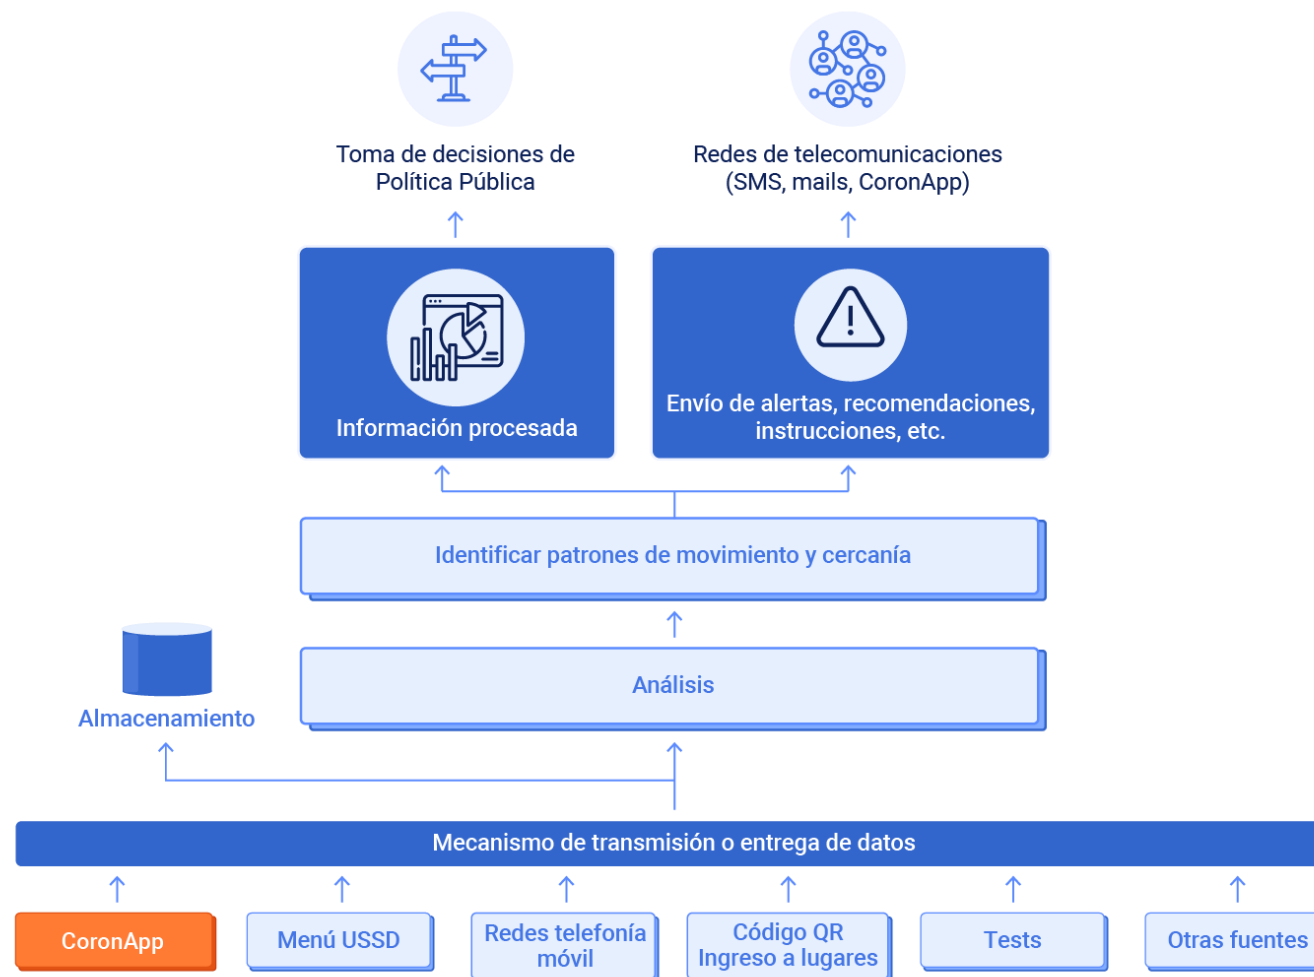 Toma de decisiones de
Política Pública
Redes de telecomunicaciones
(SMS, mails, CoronApp)
Información procesada
Envío de alertas, recomendaciones,
instrucciones, etc.
Identificar patrones de movimiento y cercanía
Análisis
Almacenamiento
Mecanismo de transmisión o entrega de datos
CoronApp
Menú USSD
Redes telefonía
móvil
Código QR
Ingreso a lugares
Tests
Otras fuentes